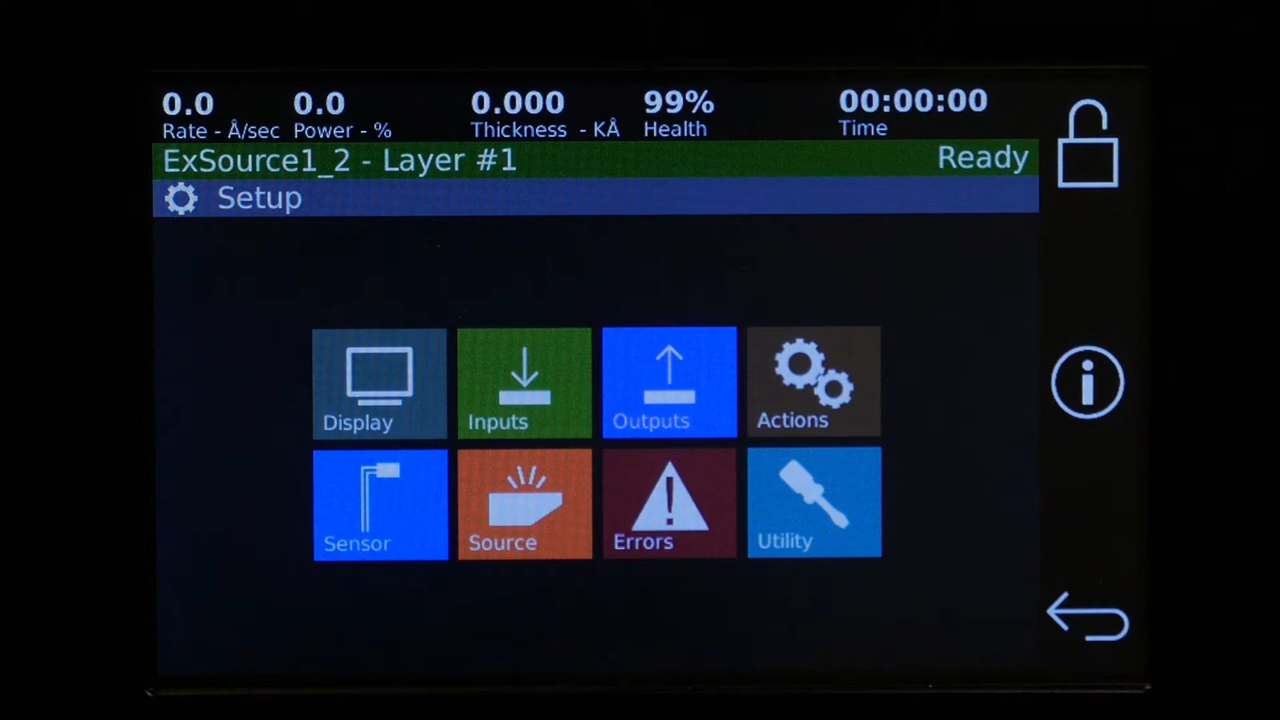 0.0 0.0 0.000 99% 00:00:00
Rate - Å/sec Power - % Thickness - KÅ Health Time
ExSource1_2 - Layer #1 Ready
Setup
Display Inputs Outputs Actions
Sensor Source Errors Utility